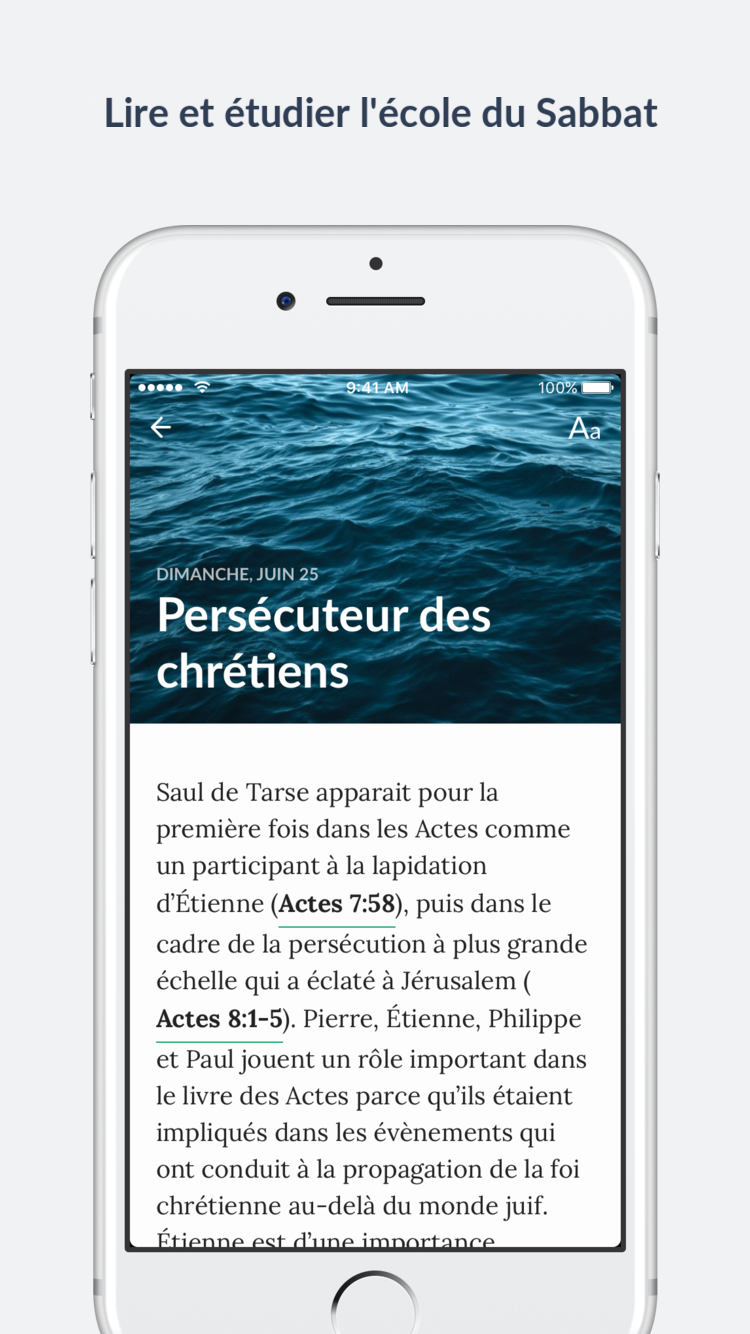 Lire et étudier l'école du Sabbat
9:41 AM
100%
Aa
DIMANCHE, JUIN 25
Persécuteur des
chrétiens
Saul de Tarse apparait pour la
première fois dans les Actes comme
un participant à la lapidation
d’Étienne (Actes 7:58), puis dans le
cadre de la persécution à plus grande
échelle qui a éclaté à Jérusalem (
Actes 8:1-5). Pierre, Étienne, Philippe
et Paul jouent un rôle important dans
le livre des Actes parce qu’ils étaient
impliqués dans les évènements qui
ont conduit à la propagation de la foi
chrétienne au-delà du monde juif.
Étienne est d’une importance